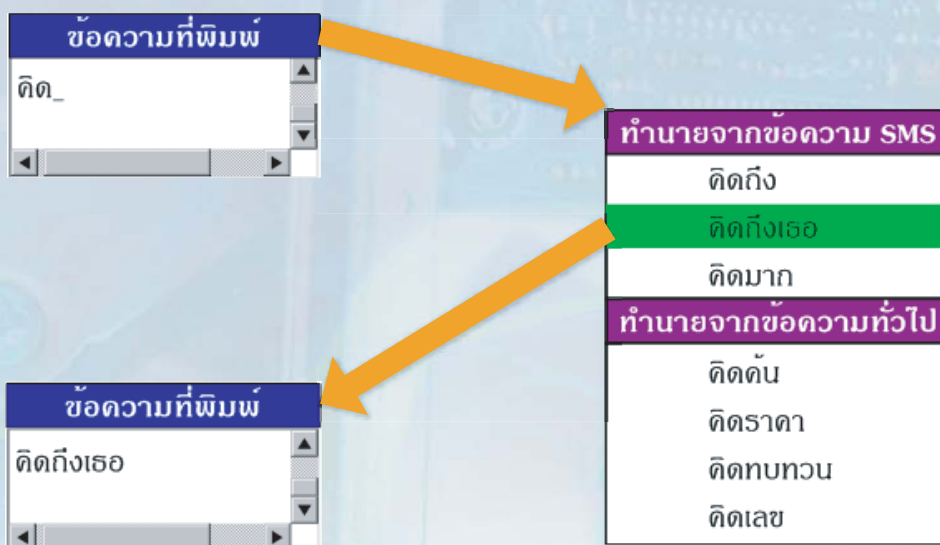 ข้อความที่พิมพ์
คิด_
ทำนายจากข้อความ SMS
คิดถึง
คิดถึงเธอ
คิดมาก
ทำนายจากข้อความทั่วไป
คิดค้น
คิดราคา
คิดทบทวน
คิดเลข
ข้อความที่พิมพ์
คิดถึงเธอ